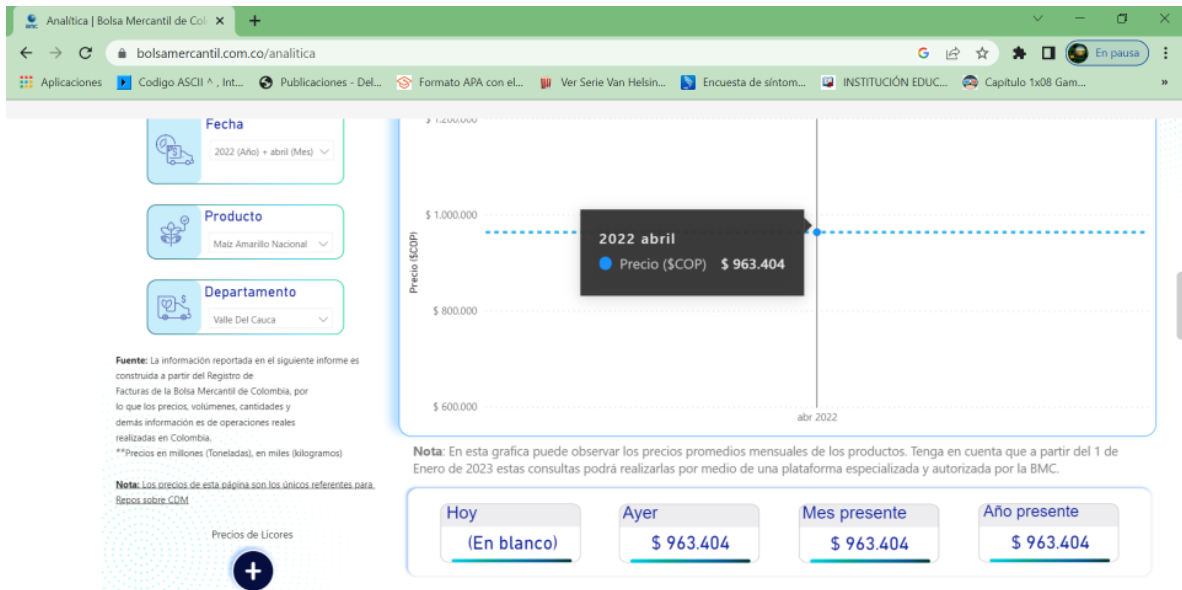 Analítica | Bolsa Mercantil de Col
bolsamercantil.com.co/analitica
En pausa
Aplicaciones
Codigo ASCII ^ , Int...
Publicaciones - Del...
Formato APA con el...
Ver Serie Van Helsin...
Encuesta de síntom...
INSTITUCIÓN EDUC...
Capítulo 1x08 Gam...
»
Fecha
2022 (Año) + abril (Mes)
Producto
Maíz Amarillo Nacional
Departamento
Valle Del Cauca
Fuente: La información reportada en el siguiente informe es
construida a partir del Registro de
Facturas de la Bolsa Mercantil de Colombia, por
lo que los precios, volúmenes, cantidades y
demás información es de operaciones reales
realizadas en Colombia.
**Precios en millones (Toneladas), en miles (kilogramos)
Nota: Los precios de esta página son los únicos referentes para
Repos sobre CDM
Precios de Licores
+
$ 1.200.000
$ 1.000.000
$ 800.000
$ 600.000
Precio ($COP)
2022 abril
Precio ($COP) $ 963.404
abr 2022
Nota: En esta grafica puede observar los precios promedios mensuales de los productos. Tenga en cuenta que a partir del 1 de
Enero de 2023 estas consultas podrá realizarlas por medio de una plataforma especializada y autorizada por la BMC.
Hoy
(En blanco)
Ayer
$ 963.404
Mes presente
$ 963.404
Año presente
$ 963.404